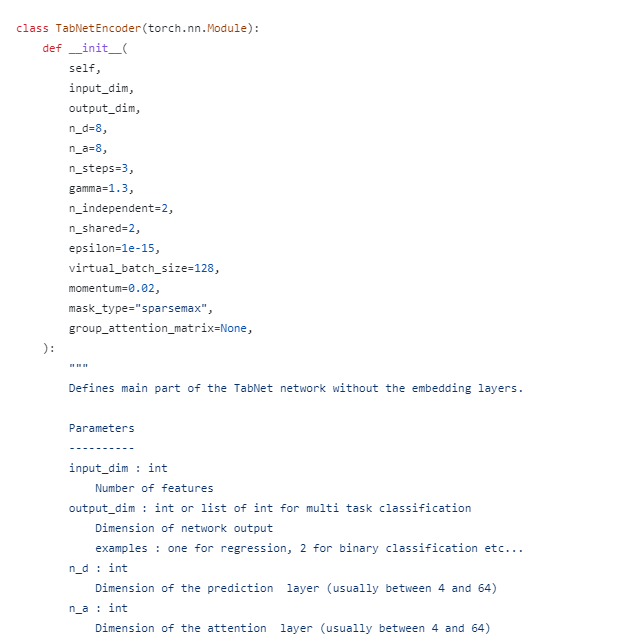 class TabNetEncoder(torch.nn.Module):
    def __init__(
        self,
        input_dim,
        output_dim,
        n_d=8,
        n_a=8,
        n_steps=3,
        gamma=1.3,
        n_independent=2,
        n_shared=2,
        epsilon=1e-15,
        virtual_batch_size=128,
        momentum=0.02,
        mask_type="sparsemax",
        group_attention_matrix=None,
    ):
        """
        Defines main part of the TabNet network without the embedding layers.

        Parameters
        ----------
        input_dim : int
            Number of features
        output_dim : int or list of int for multi task classification
            Dimension of network output
            examples : one for regression, 2 for binary classification etc...
        n_d : int
            Dimension of the prediction  layer (usually between 4 and 64)
        n_a : int
            Dimension of the attention  layer (usually between 4 and 64)